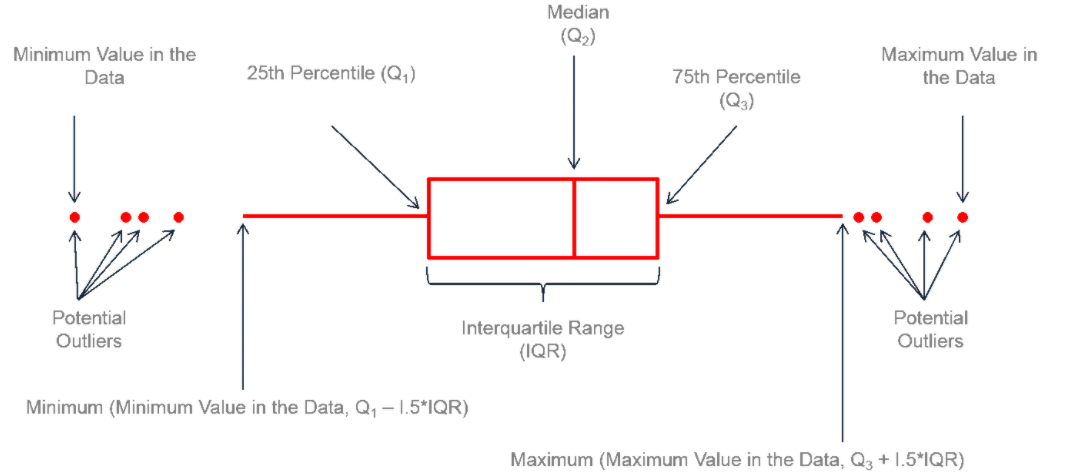 Median
(Q2)
Minimum Value in the
Data
Maximum Value in
the Data
25th Percentile (Q1)
75th Percentile
(Q3)
Potential
Outliers
Interquartile Range
(IQR)
Potential
Outliers
Minimum (Minimum Value in the Data, Q1 – I.5*IQR)
Maximum (Maximum Value in the Data, Q3 + I.5*IQR)